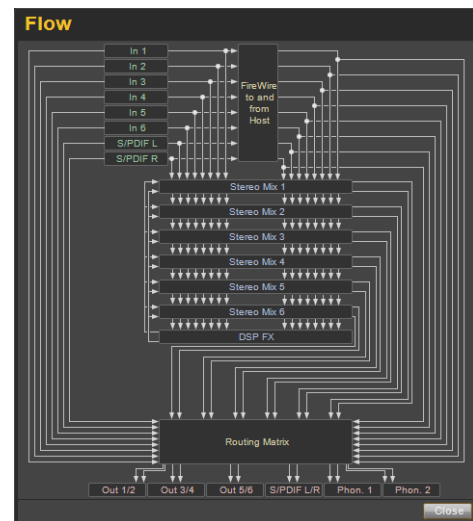 Flow
In 1
In 2
In 3
In 4
In 5
In 6
S/PDIF L
S/PDIF R
FireWire
to and
from
Host
Stereo Mix 1
Stereo Mix 2
Stereo Mix 3
Stereo Mix 4
Stereo Mix 5
Stereo Mix 6
DSP FX
Routing Matrix
Out 1/2 Out 3/4 Out 5/6 S/PDIF L/R Phon. 1 Phon. 2
Close